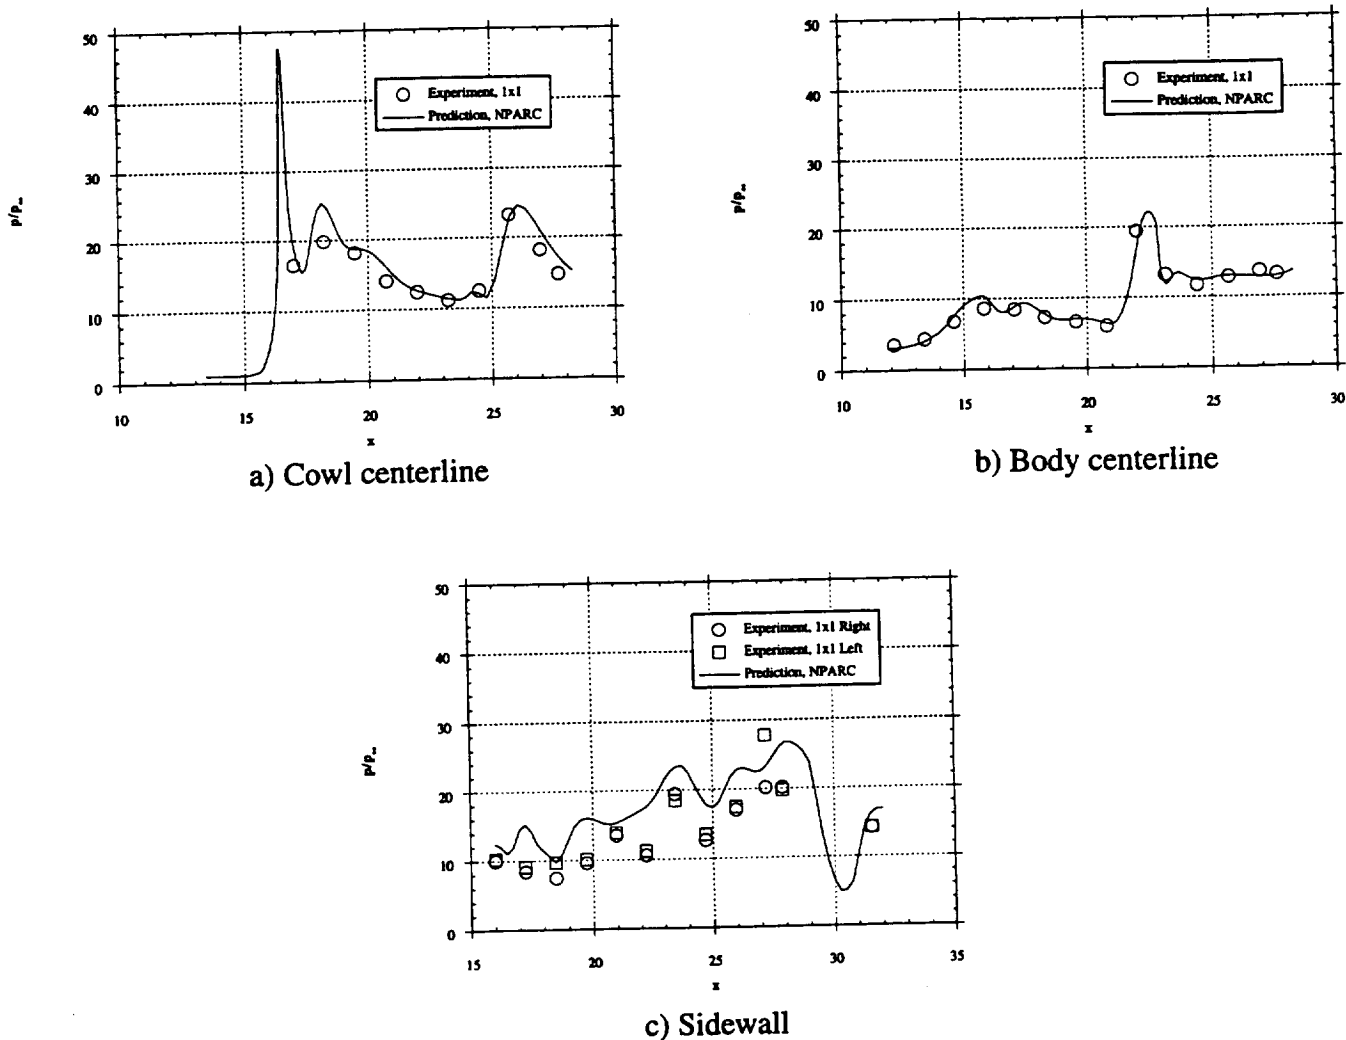 50
40
30
20
10
0
p/p∞
10 15 20 25 30
x
Experiment, 1x1
Prediction, NPARC
a) Cowl centerline
50
40
30
20
10
0
p/p∞
10 15 20 25 30
x
Experiment, 1x1
Prediction, NPARC
b) Body centerline
50
40
30
20
10
0
p/p∞
15 20 25 30 35
x
Experiment, 1x1 Right
Experiment, 1x1 Left
Prediction, NPARC
c) Sidewall